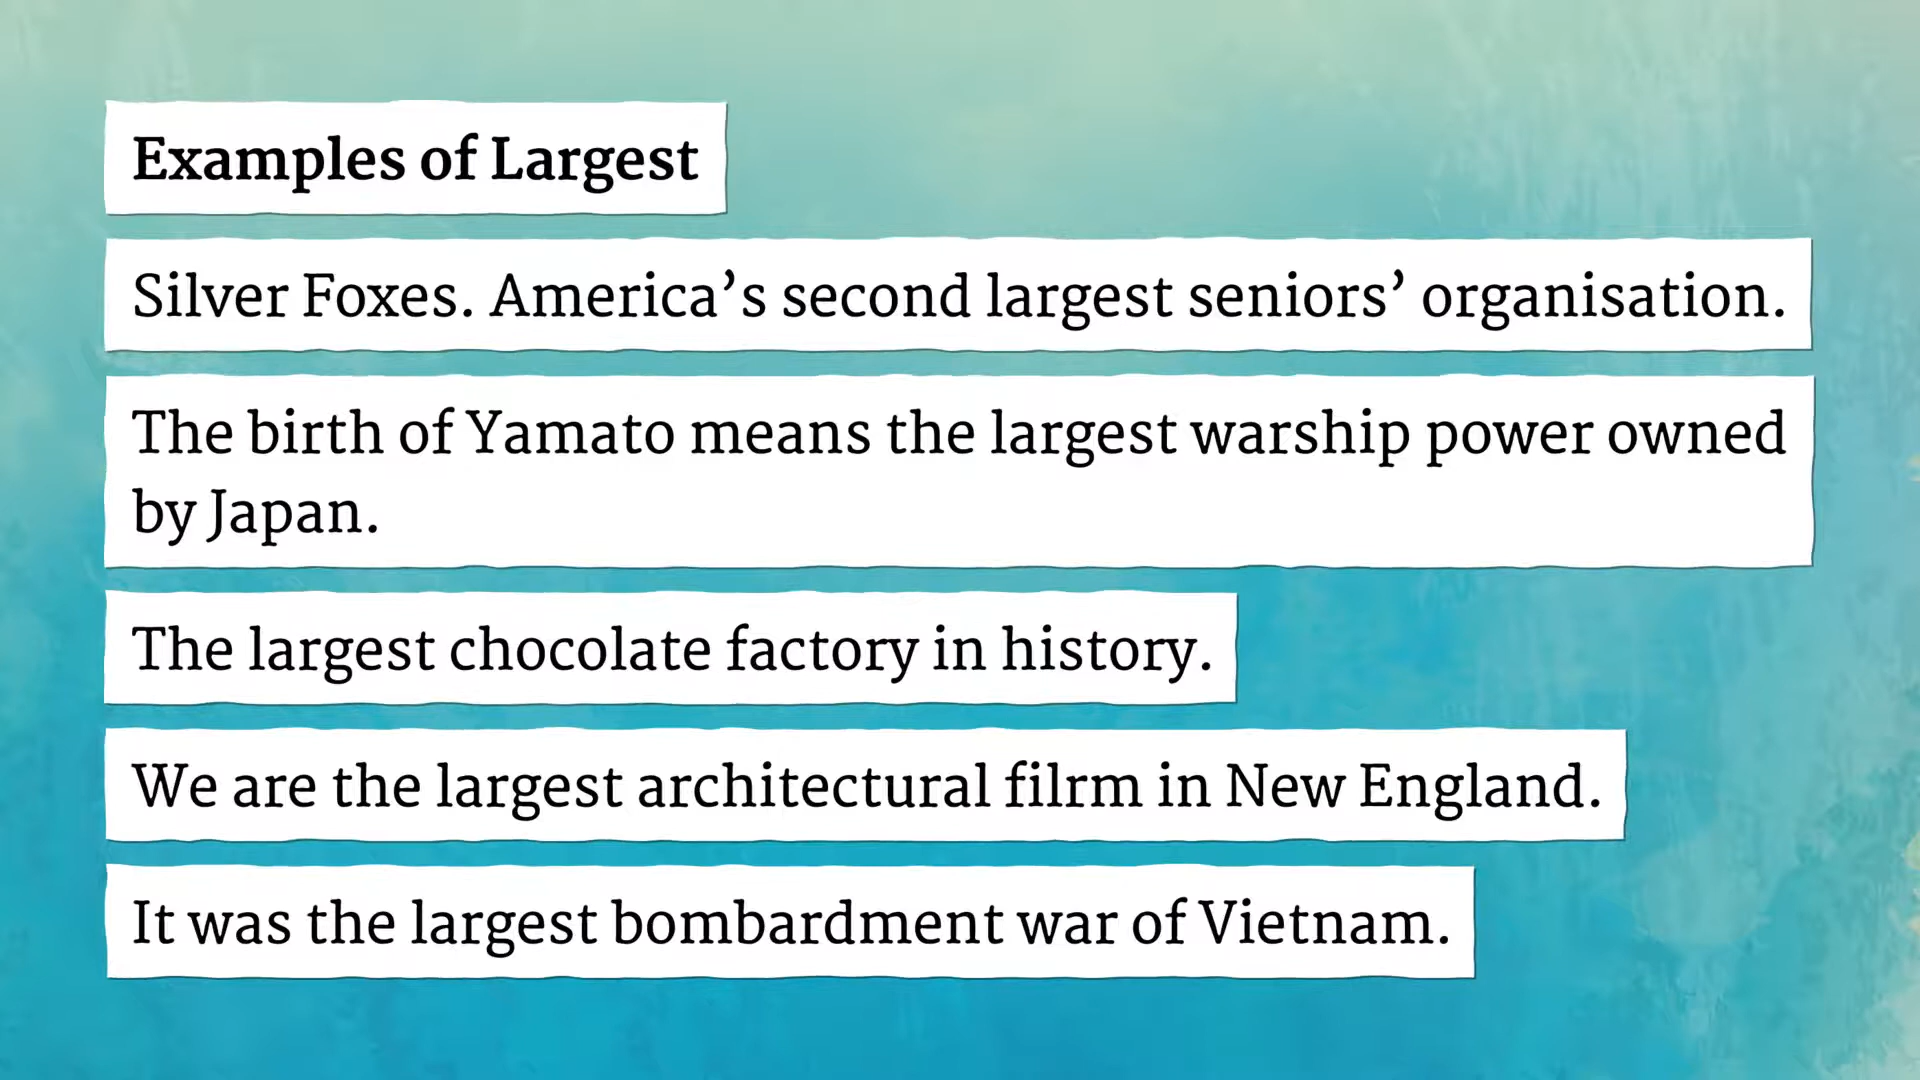 Examples of Largest
Silver Foxes. America’s second largest seniors’ organisation.
The birth of Yamato means the largest warship power owned
by Japan.
The largest chocolate factory in history.
We are the largest architectural filrm in New England.
It was the largest bombardment war of Vietnam.